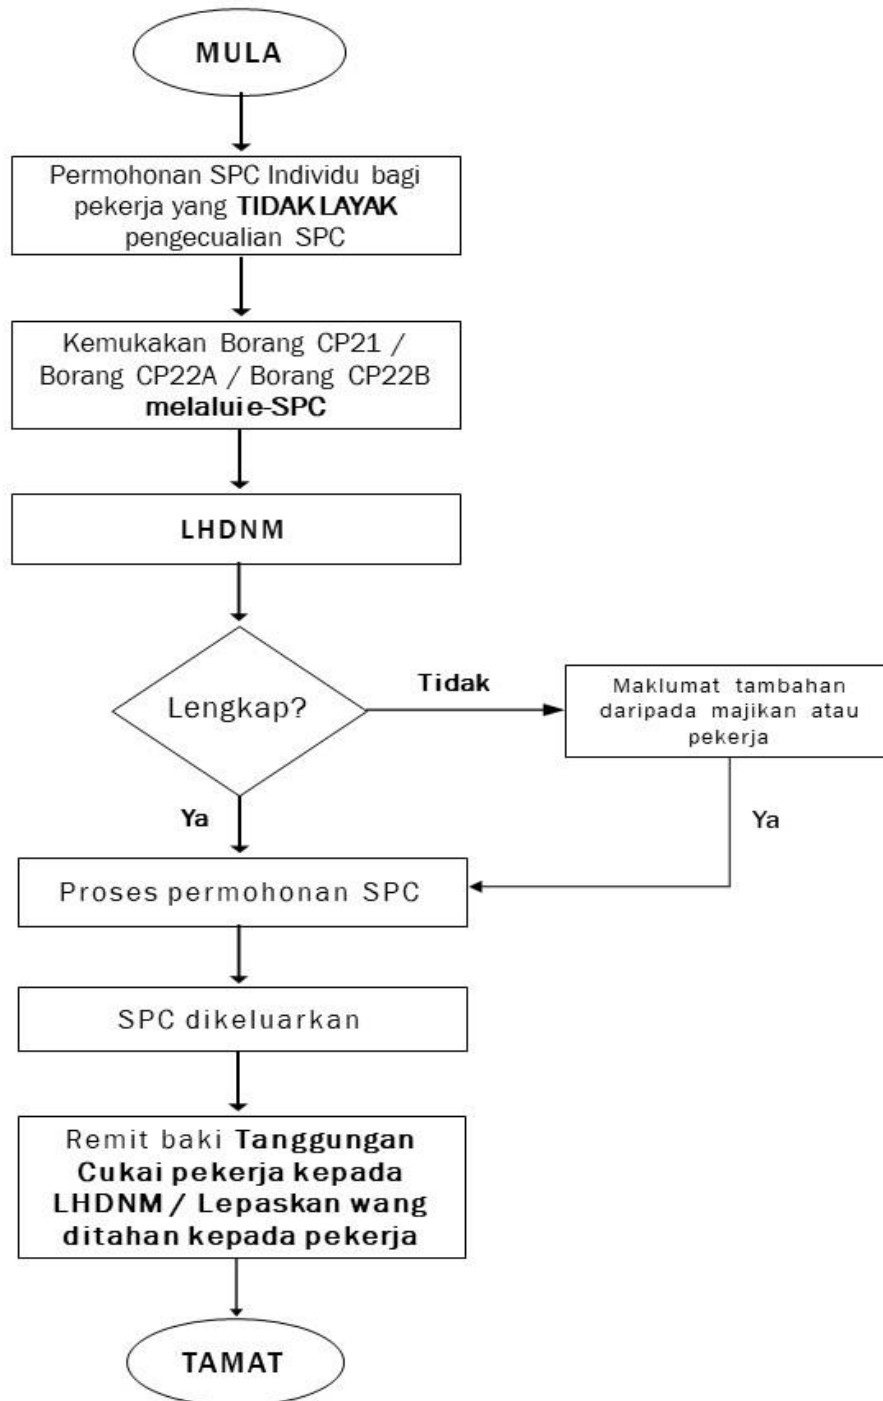 MULA
Permohonan SPC Individu bagi
pekerja yang TIDAK LAYAK
pengecualian SPC
Kemukakan Borang CP21 /
Borang CP22A / Borang CP22B
melalui e-SPC
LHDNM
Lengkap?
Tidak
Maklumat tambahan
daripada majikan atau
pekerja
Ya
Ya
Proses permohonan SPC
SPC dikeluarkan
Remit baki Tanggungan
Cukai pekerja kepada
LHDNM / Lepaskan wang
ditahan kepada pekerja
TAMAT